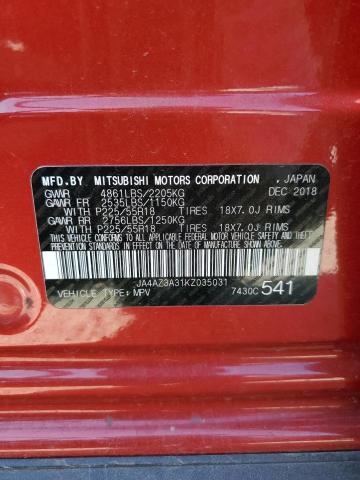 MFD.BY MITSUBISHI MOTORS CORPORATION , JAPAN
GVWR 4861LBS/2205KG DEC 2018
GAWR FR 2535LBS/1150KG
WITH P225/55R18 TIRES 18X7.0J RIMS
GAWR RR 2756LBS/1250KG
WITH P225/55R18 TIRES 18X7.0J RIMS
THIS VEHICLE CONFORMS TO ALL APPLICABLE FEDERAL MOTOR VEHICLE SAFETY STANDARDS IN EFFECT ON THE DATE OF MANUFACTURE SHOWN ABOVE.
JA4AZ3A31KZ035031
VEHICLE TYPE:MPV 7430C 541